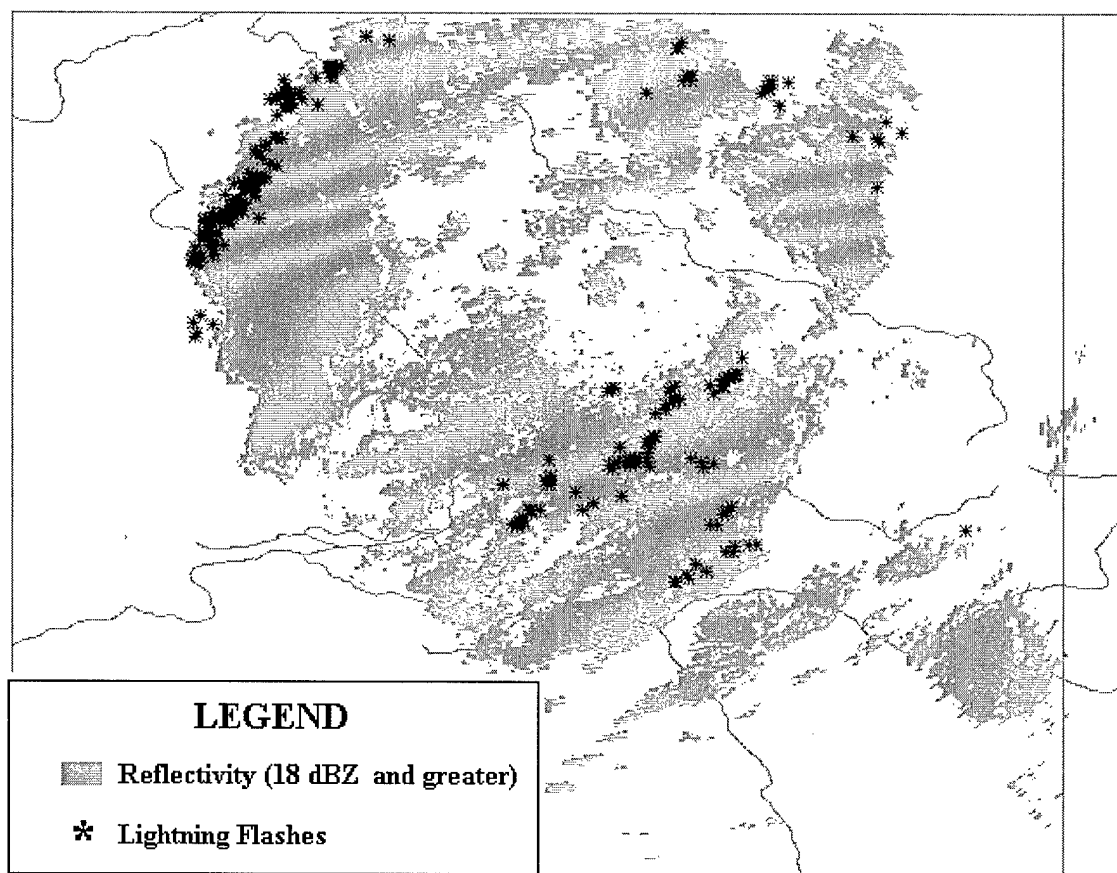 LEGEND
Reflectivity (18 dBZ and greater)
* Lightning Flashes